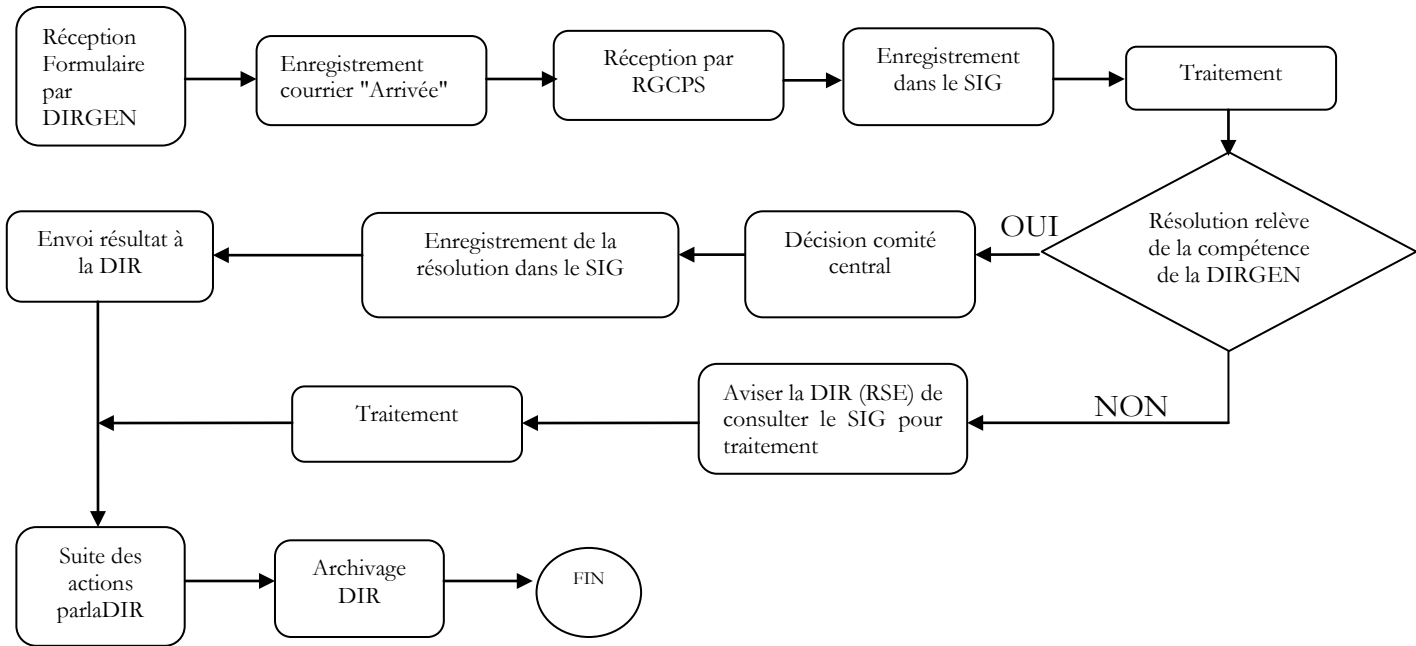 Réception
Formulaire
par
DIRGEN
Enregistrement
courrier "Arrivée"
Réception par
RGCPS
Enregistrement
dans le SIG
Traitement
Résolution relève
de la compétence
de la DIRGEN
OUI
Décision comité
central
Enregistrement de la
résolution dans le SIG
Envoi résultat à
la DIR
NON
Aviser la DIR (RSE) de
consulter le SIG pour
traitement
Traitement
Suite des
actions
parlaDIR
Archivage
DIR
FIN